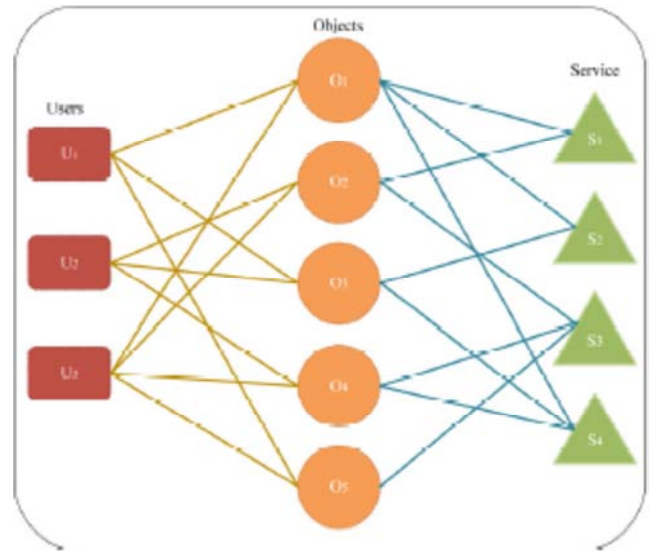 Objects
Service
Users
O1
O2
O3
O4
O5
U1
U2
U3
S1
S2
S3
S4